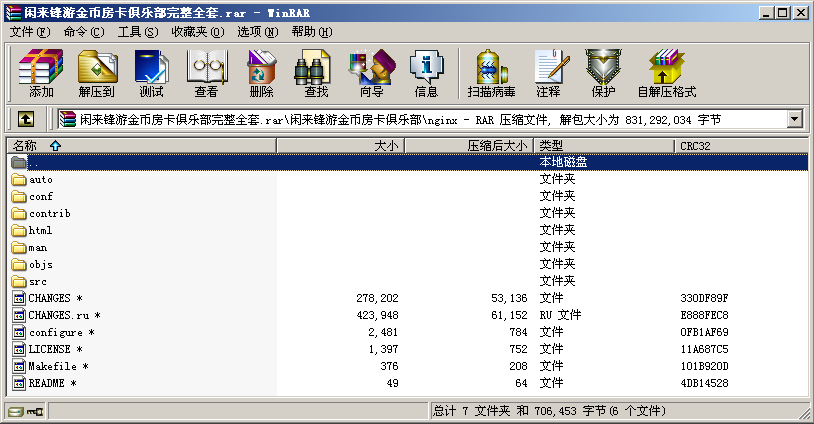 闲来锋游金币房卡俱乐部完整全套.rar - WinRAR
文件(F) 命令(C) 工具(S) 收藏夹(O) 选项(N) 帮助(H)
添加 解压到 测试 查看 删除 查找 向导 信息 扫描病毒 注释 保护 自解压格式
闲来锋游金币房卡俱乐部完整全套.rar\闲来锋游金币房卡俱乐部\nginx - RAR 压缩文件, 解包大小为 831,292,034 字节
名称 大小 压缩后大小 类型 CRC32
.. 本地磁盘
auto 文件夹
conf 文件夹
contrib 文件夹
html 文件夹
man 文件夹
objs 文件夹
src 文件夹
CHANGES * 278,202 53,136 文件 330DF89F
CHANGES.ru * 423,948 61,152 RU 文件 E888FEC8
configure * 2,481 784 文件 0FB1AF69
LICENSE * 1,397 752 文件 11A687C5
Makefile * 376 208 文件 101B920D
README * 49 64 文件 4DB14528
总计 7 文件夹 和 706,453 字节(6 个文件)